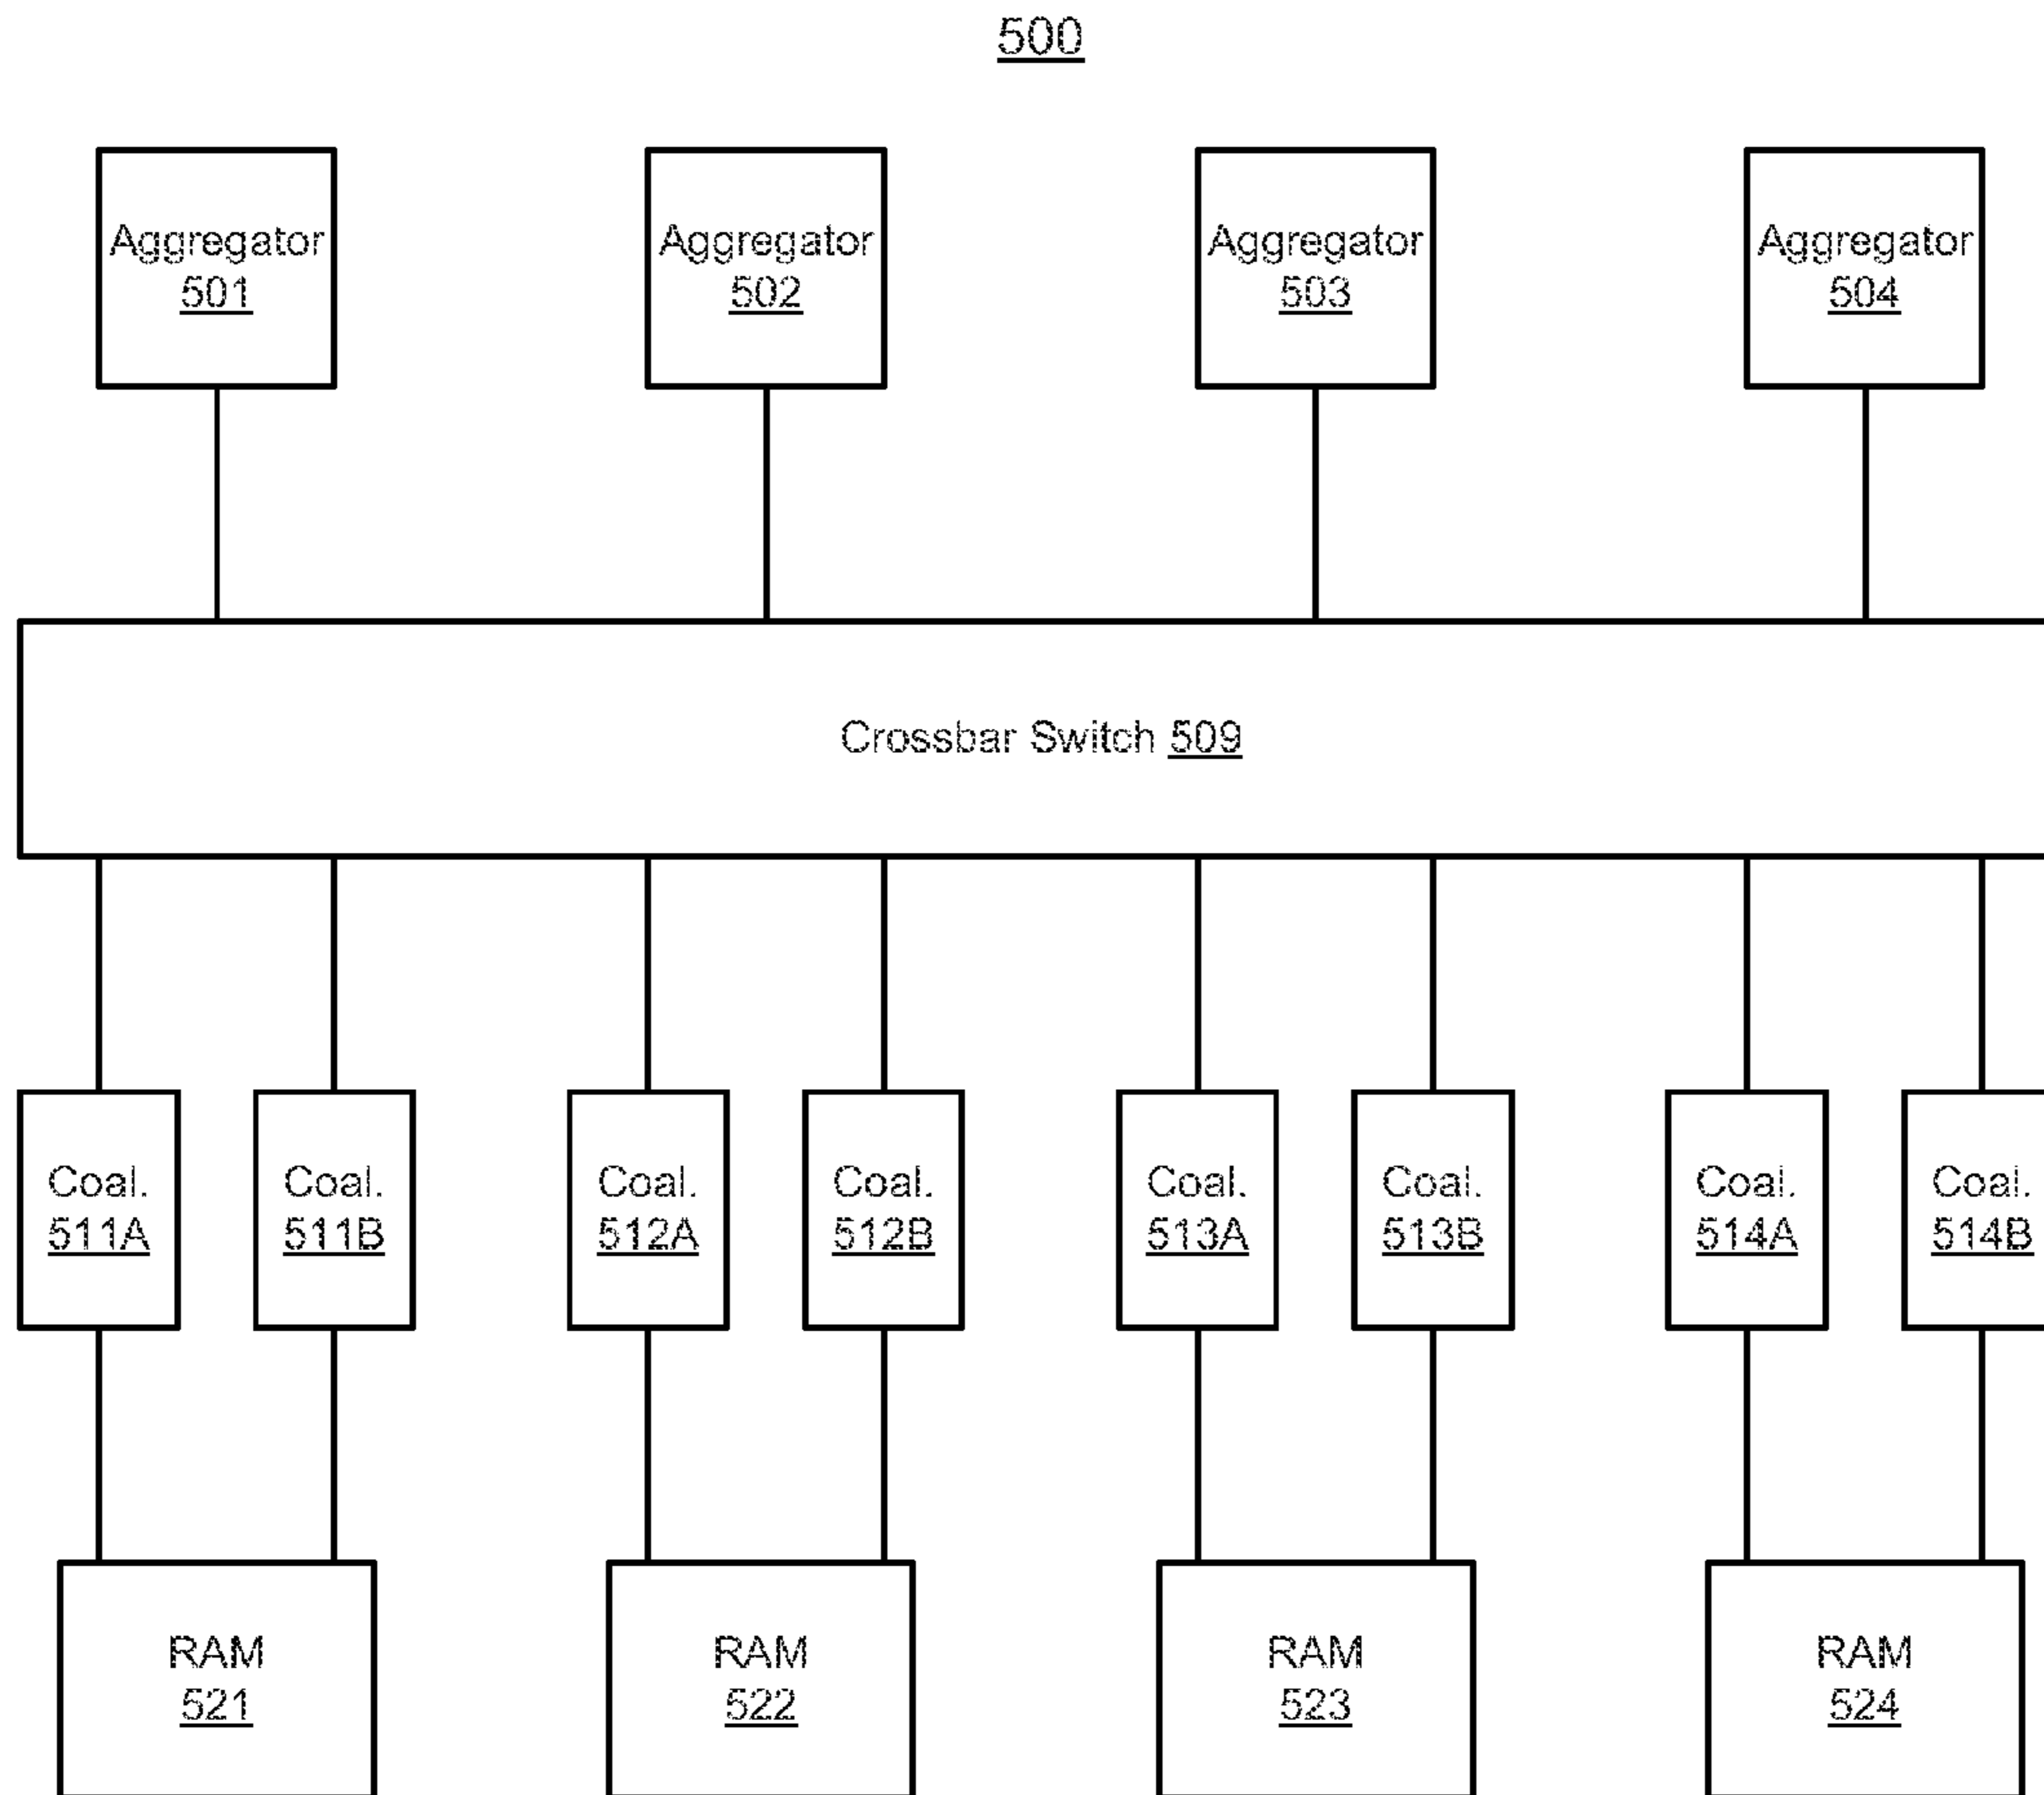 500
Aggregator Aggregator Aggregator Aggregator
501 502 503 504
Crossbar Switch 509
Coal. Coal. Coal. Coal. Coal. Coal. Coal. Coal.
511A 511B 512A 512B 513A 513B 514A 514B
RAM RAM RAM RAM
521 522 523 524